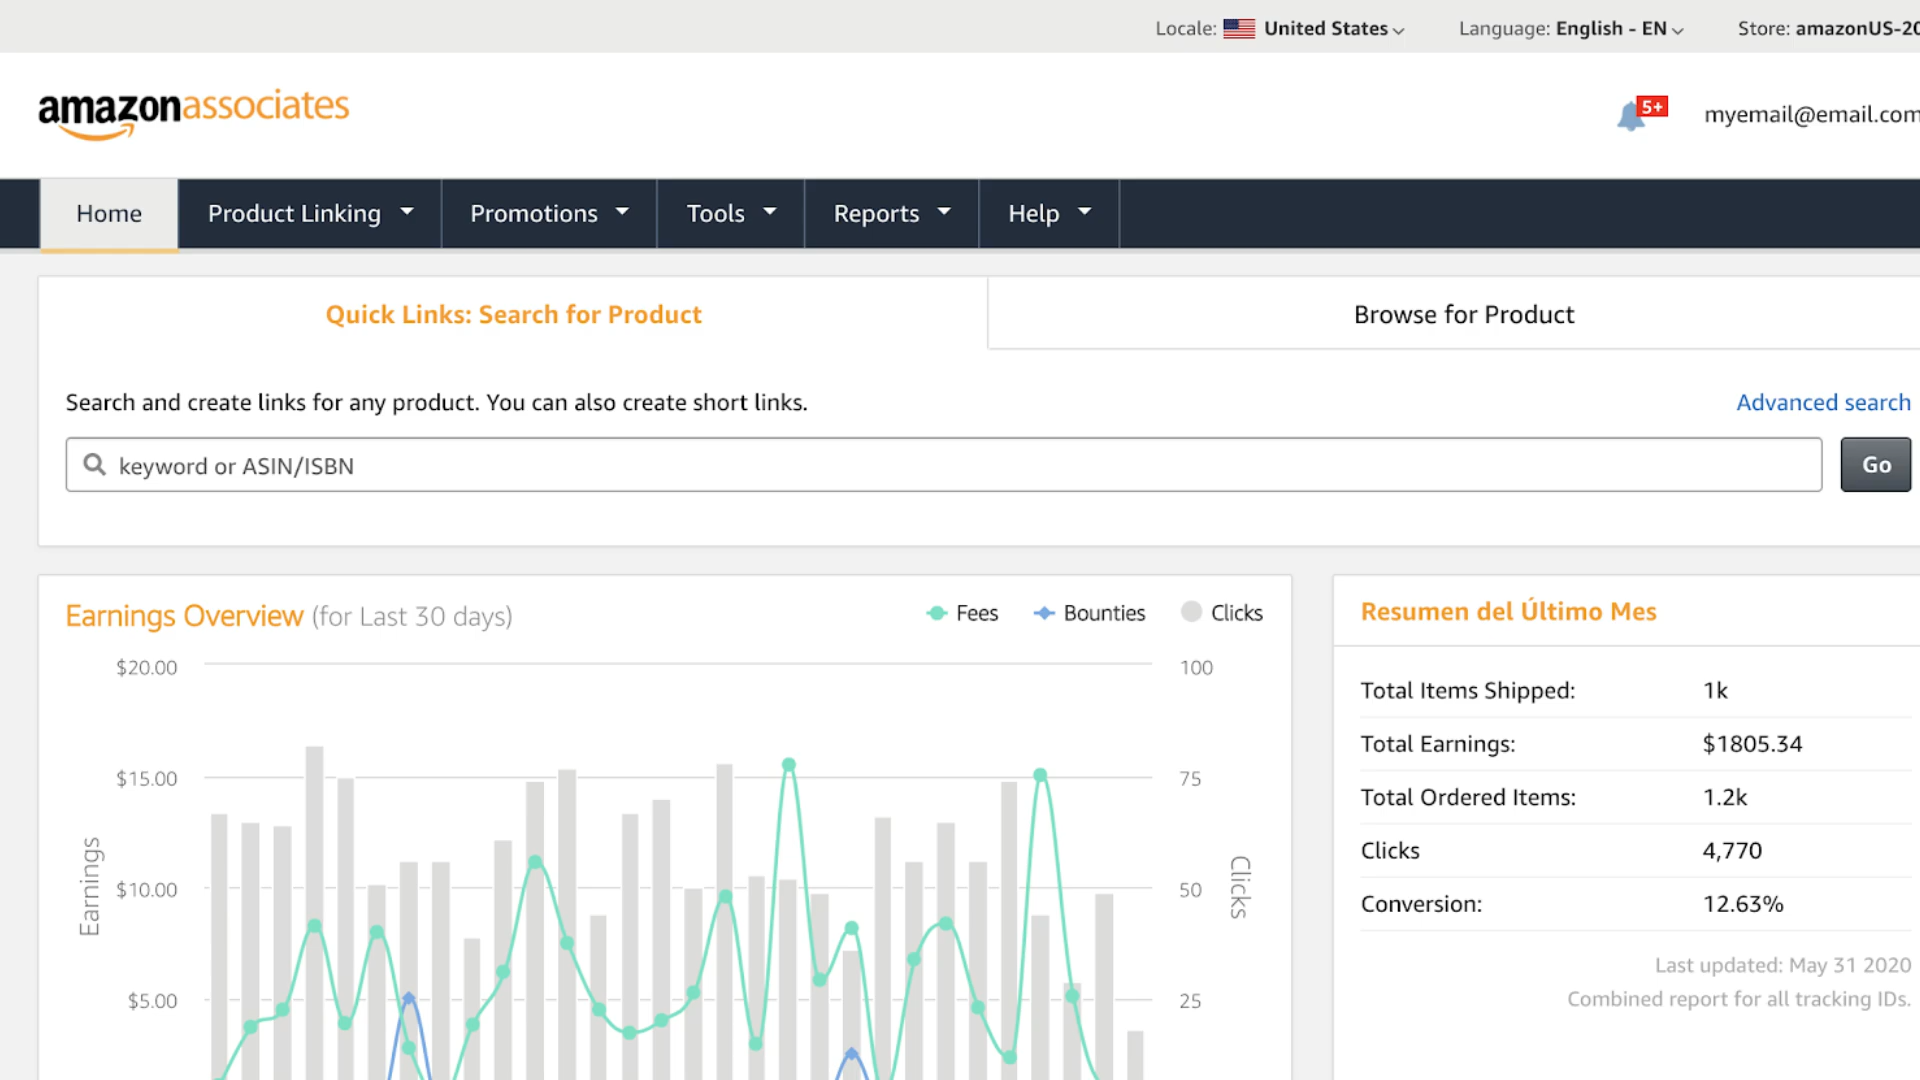 Locale: United States Language: English - EN Store: amazonUS-20
amazonassociates
5+ myemail@email.com
Home Product Linking Promotions Tools Reports Help
Quick Links: Search for Product Browse for Product
Search and create links for any product. You can also create short links. Advanced search
keyword or ASIN/ISBN Go
Earnings Overview (for Last 30 days) Fees Bounties Clicks
$20.00 100
$15.00 75
$10.00 50
$5.00 25
Earnings
Clicks
Resumen del Último Mes
Total Items Shipped: 1k
Total Earnings: $1805.34
Total Ordered Items: 1.2k
Clicks 4,770
Conversion: 12.63%
Last updated: May 31 2020
Combined report for all tracking IDs.